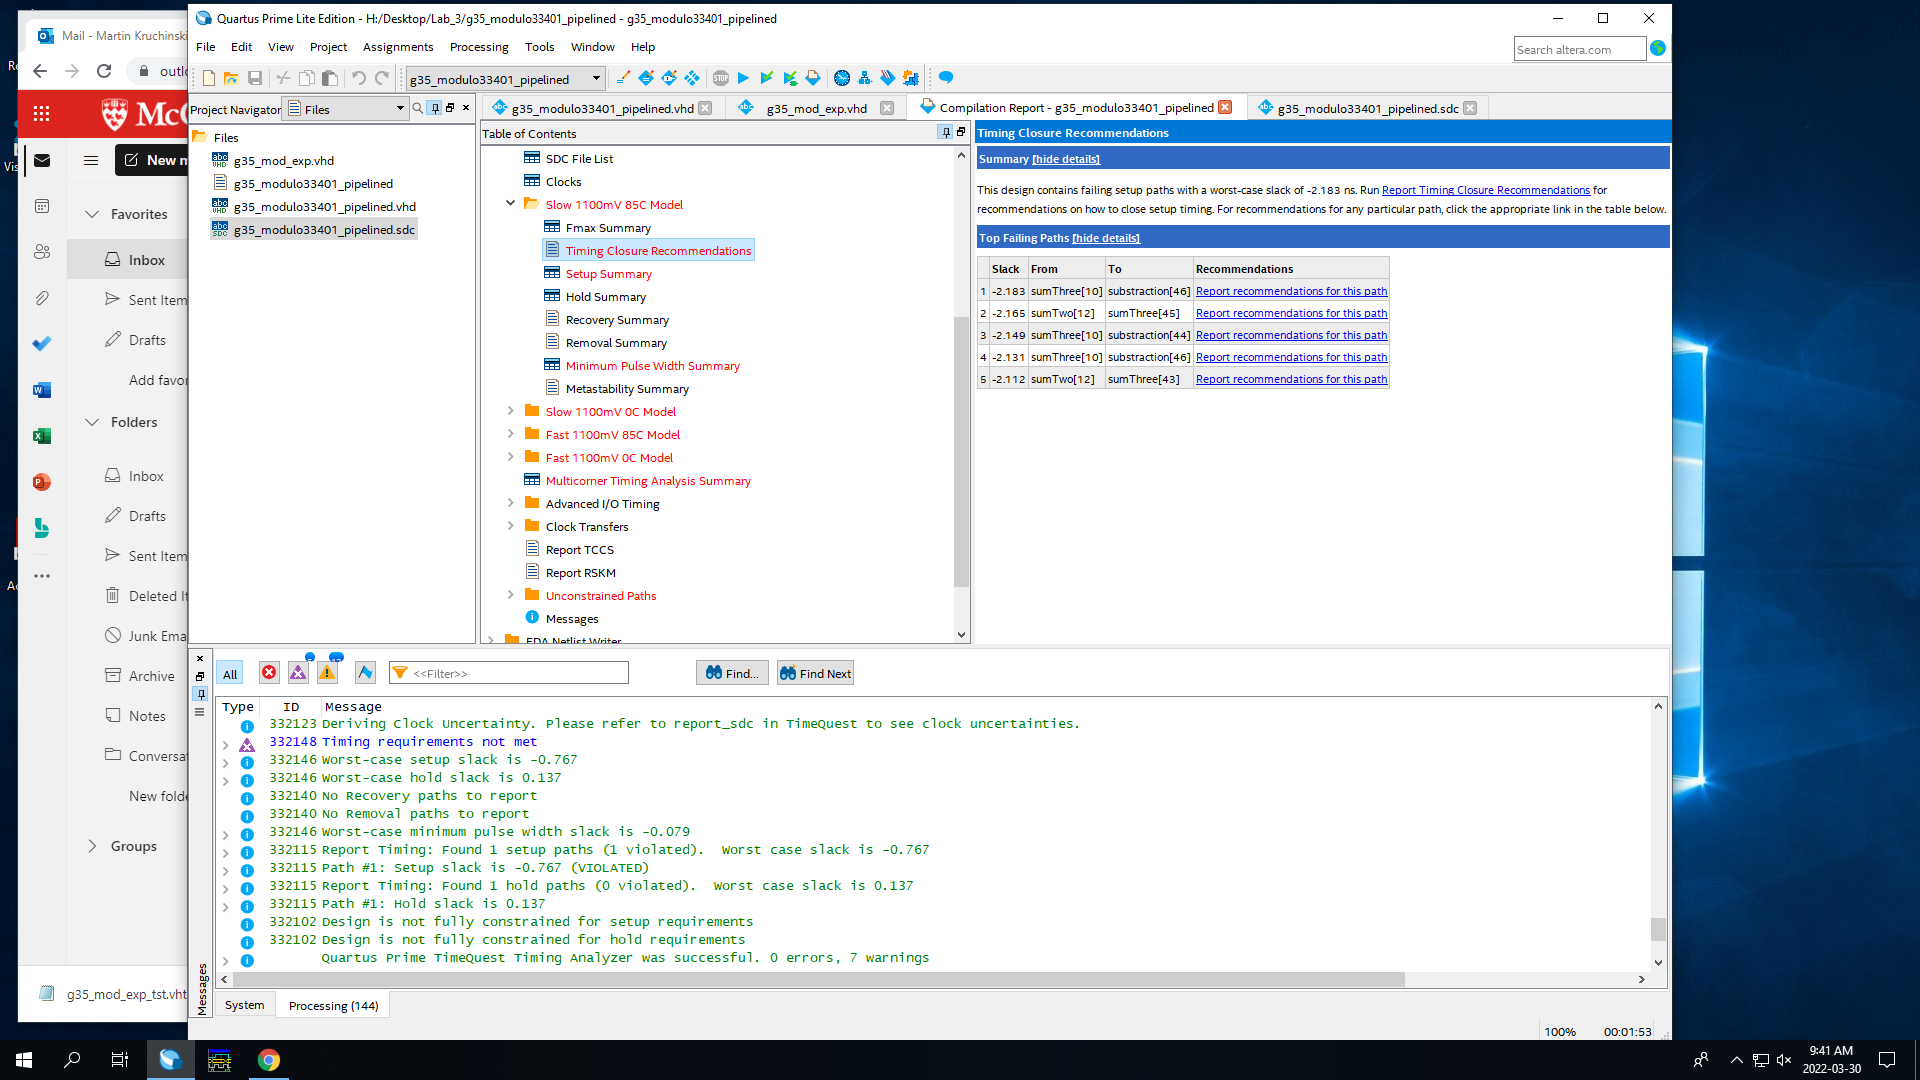 Quartus Prime Lite Edition - H:/Desktop/Lab_3/g35_modulo33401_pipelined - g35_modulo33401_pipelined
File Edit View Project Assignments Processing Tools Window Help
Search altera.com
g35_modulo33401_pipelined
STOP
Project Navigator Files
Files
g35_mod_exp.vhd
g35_modulo33401_pipelined
g35_modulo33401_pipelined.vhd
g35_modulo33401_pipelined.sdc
g35_modulo33401_pipelined.vhd
g35_mod_exp.vhd
Compilation Report - g35_modulo33401_pipelined
g35_modulo33401_pipelined.sdc
Table of Contents
SDC File List
Clocks
Slow 1100mV 85C Model
Fmax Summary
Timing Closure Recommendations
Setup Summary
Hold Summary
Recovery Summary
Removal Summary
Minimum Pulse Width Summary
Metastability Summary
Slow 1100mV 0C Model
Fast 1100mV 85C Model
Fast 1100mV 0C Model
Multicorner Timing Analysis Summary
Advanced I/O Timing
Clock Transfers
Report TCCS
Report RSKM
Unconstrained Paths
Messages
EDA Netlist Writer
Timing Closure Recommendations
Summary [hide details]
This design contains failing setup paths with a worst-case slack of -2.183 ns. Run Report Timing Closure Recommendations for
recommendations on how to close setup timing. For recommendations for any particular path, click the appropriate link in the table below.
Top Failing Paths [hide details]
Slack From To Recommendations
1 -2.183 sumThree[10] substraction[46] Report recommendations for this path
2 -2.165 sumTwo[12] sumThree[45] Report recommendations for this path
3 -2.149 sumThree[10] substraction[44] Report recommendations for this path
4 -2.131 sumThree[10] substraction[46] Report recommendations for this path
5 -2.112 sumTwo[12] sumThree[43] Report recommendations for this path
All <<Filter>> Find... Find Next
Type ID Message
332123 Deriving Clock Uncertainty. Please refer to report_sdc in TimeQuest to see clock uncertainties.
332148 Timing requirements not met
332146 Worst-case setup slack is -0.767
332146 Worst-case hold slack is 0.137
332140 No Recovery paths to report
332140 No Removal paths to report
332146 Worst-case minimum pulse width slack is -0.079
332115 Report Timing: Found 1 setup paths (1 violated). Worst case slack is -0.767
332115 Path #1: Setup slack is -0.767 (VIOLATED)
332115 Report Timing: Found 1 hold paths (0 violated). Worst case slack is 0.137
332115 Path #1: Hold slack is 0.137
332102 Design is not fully constrained for setup requirements
332102 Design is not fully constrained for hold requirements
Quartus Prime TimeQuest Timing Analyzer was successful. 0 errors, 7 warnings
Messages
System Processing (144)
100% 00:01:53
Mail - Martin Kruchinski
outlo
McG
New m
Favorites
Inbox
Sent Item
Drafts
Add favor
Folders
Inbox
Drafts
Sent Item
Deleted It
Junk Ema
Archive
Notes
Conversat
New folde
Groups
g35_mod_exp_tst.vht
Re
Vis
Ac
9:41 AM
2022-03-30